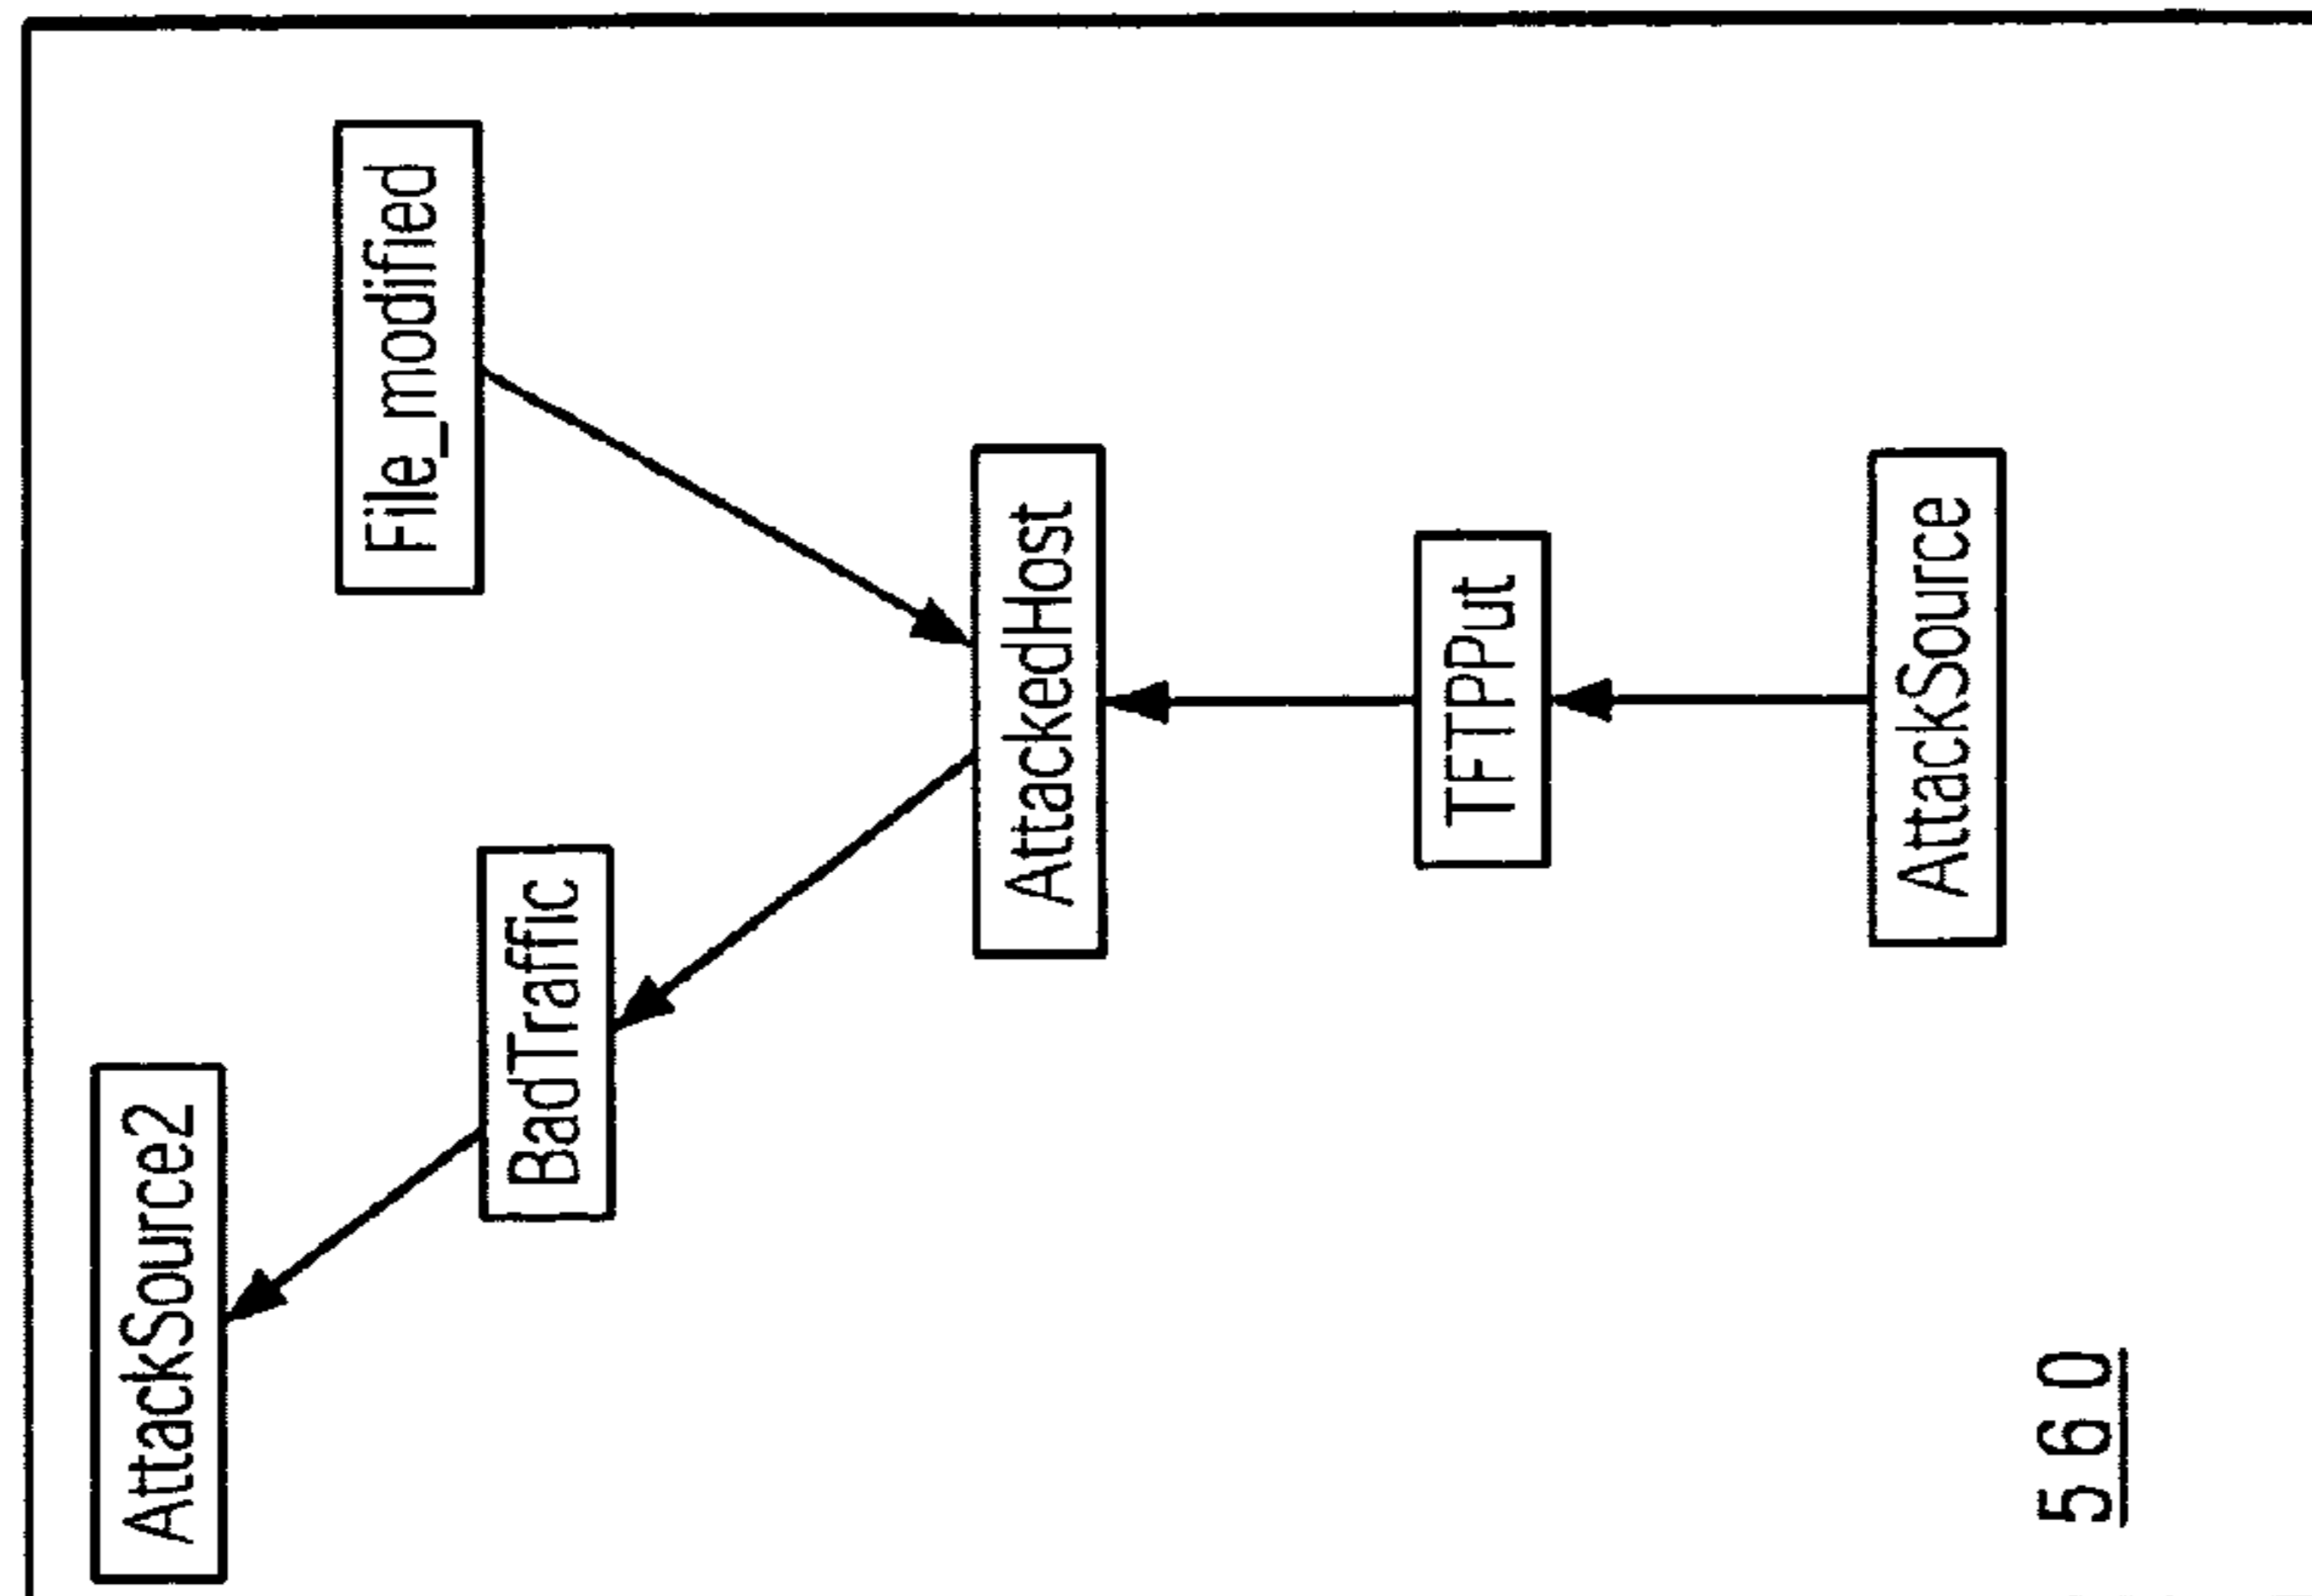 AttackSource2
BadTraffic
File_modified
AttackedHost
TFTPPut
AttackSource
560